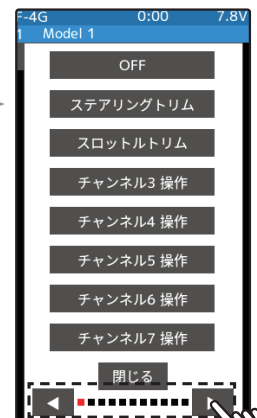 F-4G 0:00 7.8V
1 Model 1
OFF
ステアリングトリム
スロットルトリム
チャンネル3 操作
チャンネル4 操作
チャンネル5 操作
チャンネル6 操作
チャンネル7 操作
閉じる